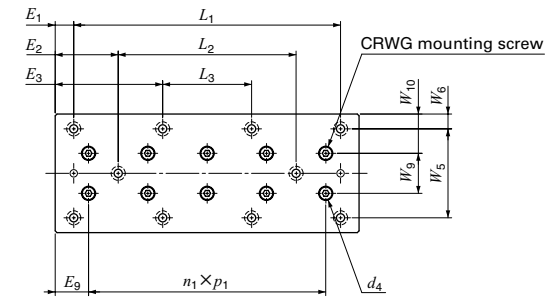 E₁ L₁
E₂ L₂ CRWG mounting screw
E₃ L₃
W₁₀ W₆
W₉ W₅
E₉ n₁×p₁ d₄